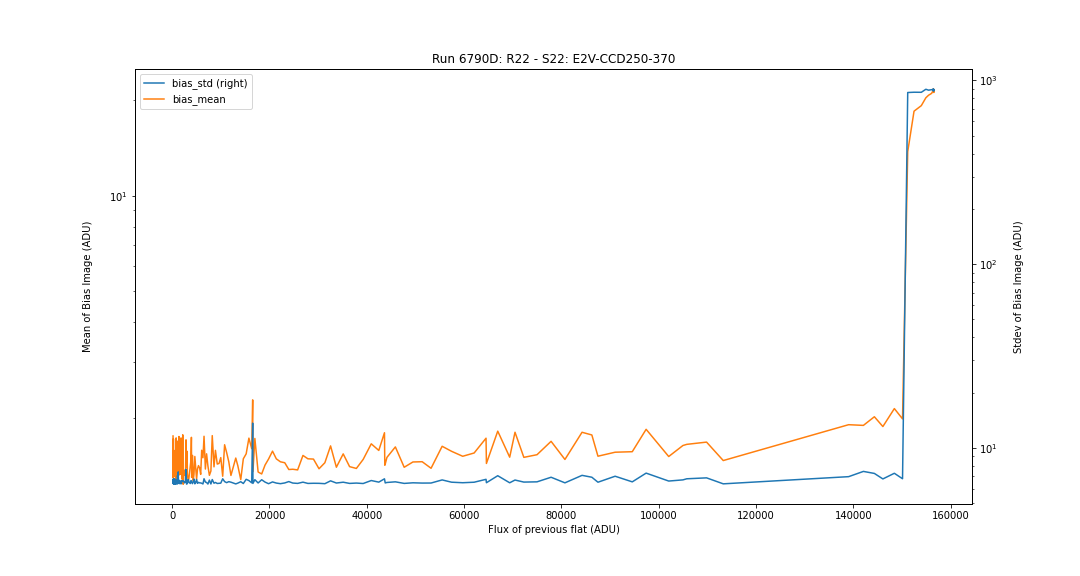 Run 6790D: R22 - S22: E2V-CCD250-370
bias_std (right)
bias_mean
Mean of Bias Image (ADU)
10¹
Stdev of Bias Image (ADU)
10³
10²
10¹
0 20000 40000 60000 80000 100000 120000 140000 160000
Flux of previous flat (ADU)